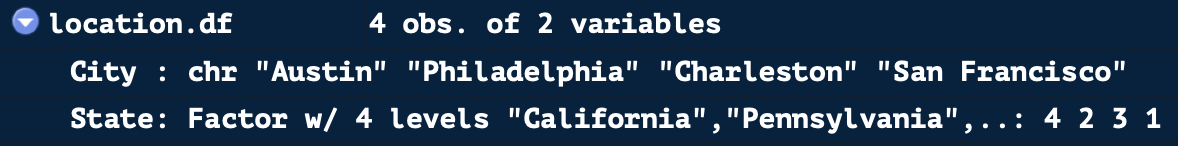 location.df 4 obs. of 2 variables
City : chr "Austin" "Philadelphia" "Charleston" "San Francisco"
State: Factor w/ 4 levels "California","Pennsylvania",..: 4 2 3 1